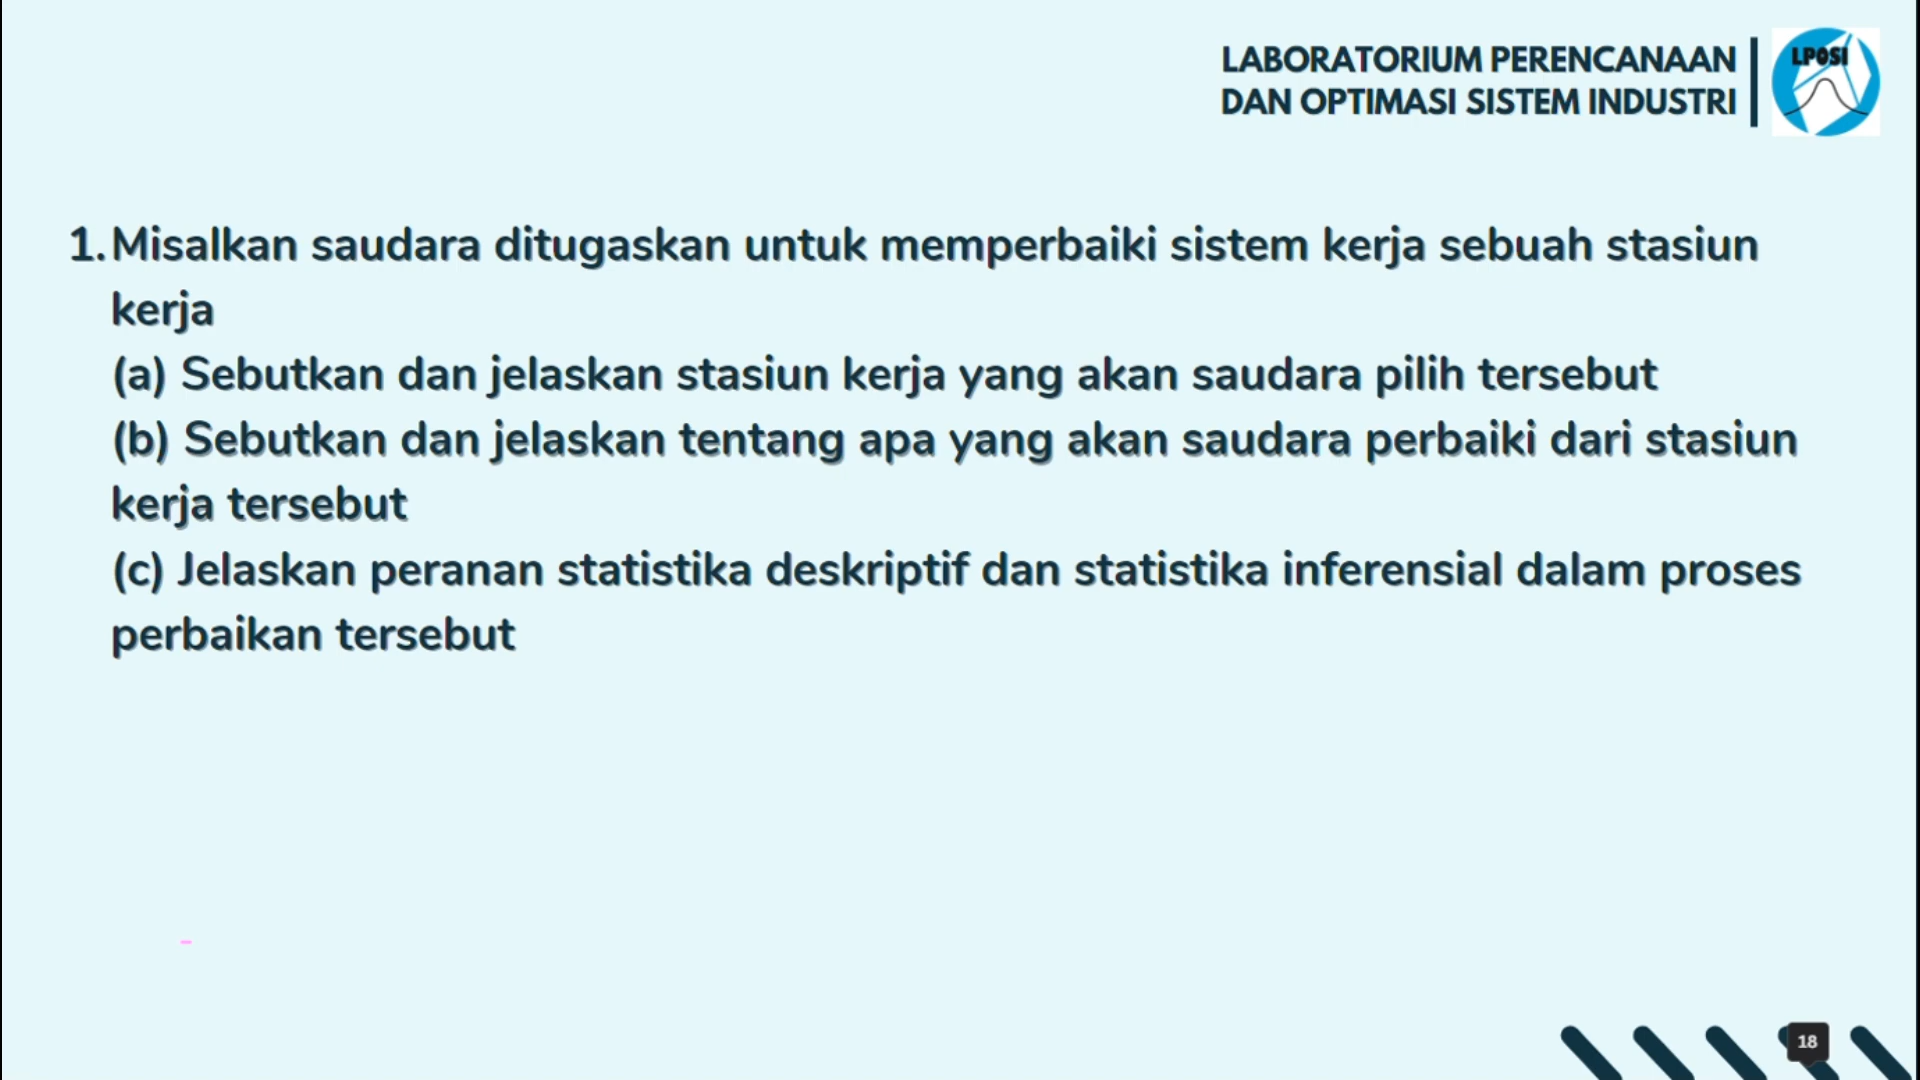 LABORATORIUM PERENCANAAN
DAN OPTIMASI SISTEM INDUSTRI
LPOSI
1. Misalkan saudara ditugaskan untuk memperbaiki sistem kerja sebuah stasiun
kerja
(a) Sebutkan dan jelaskan stasiun kerja yang akan saudara pilih tersebut
(b) Sebutkan dan jelaskan tentang apa yang akan saudara perbaiki dari stasiun
kerja tersebut
(c) Jelaskan peranan statistika deskriptif dan statistika inferensial dalam proses
perbaikan tersebut
18